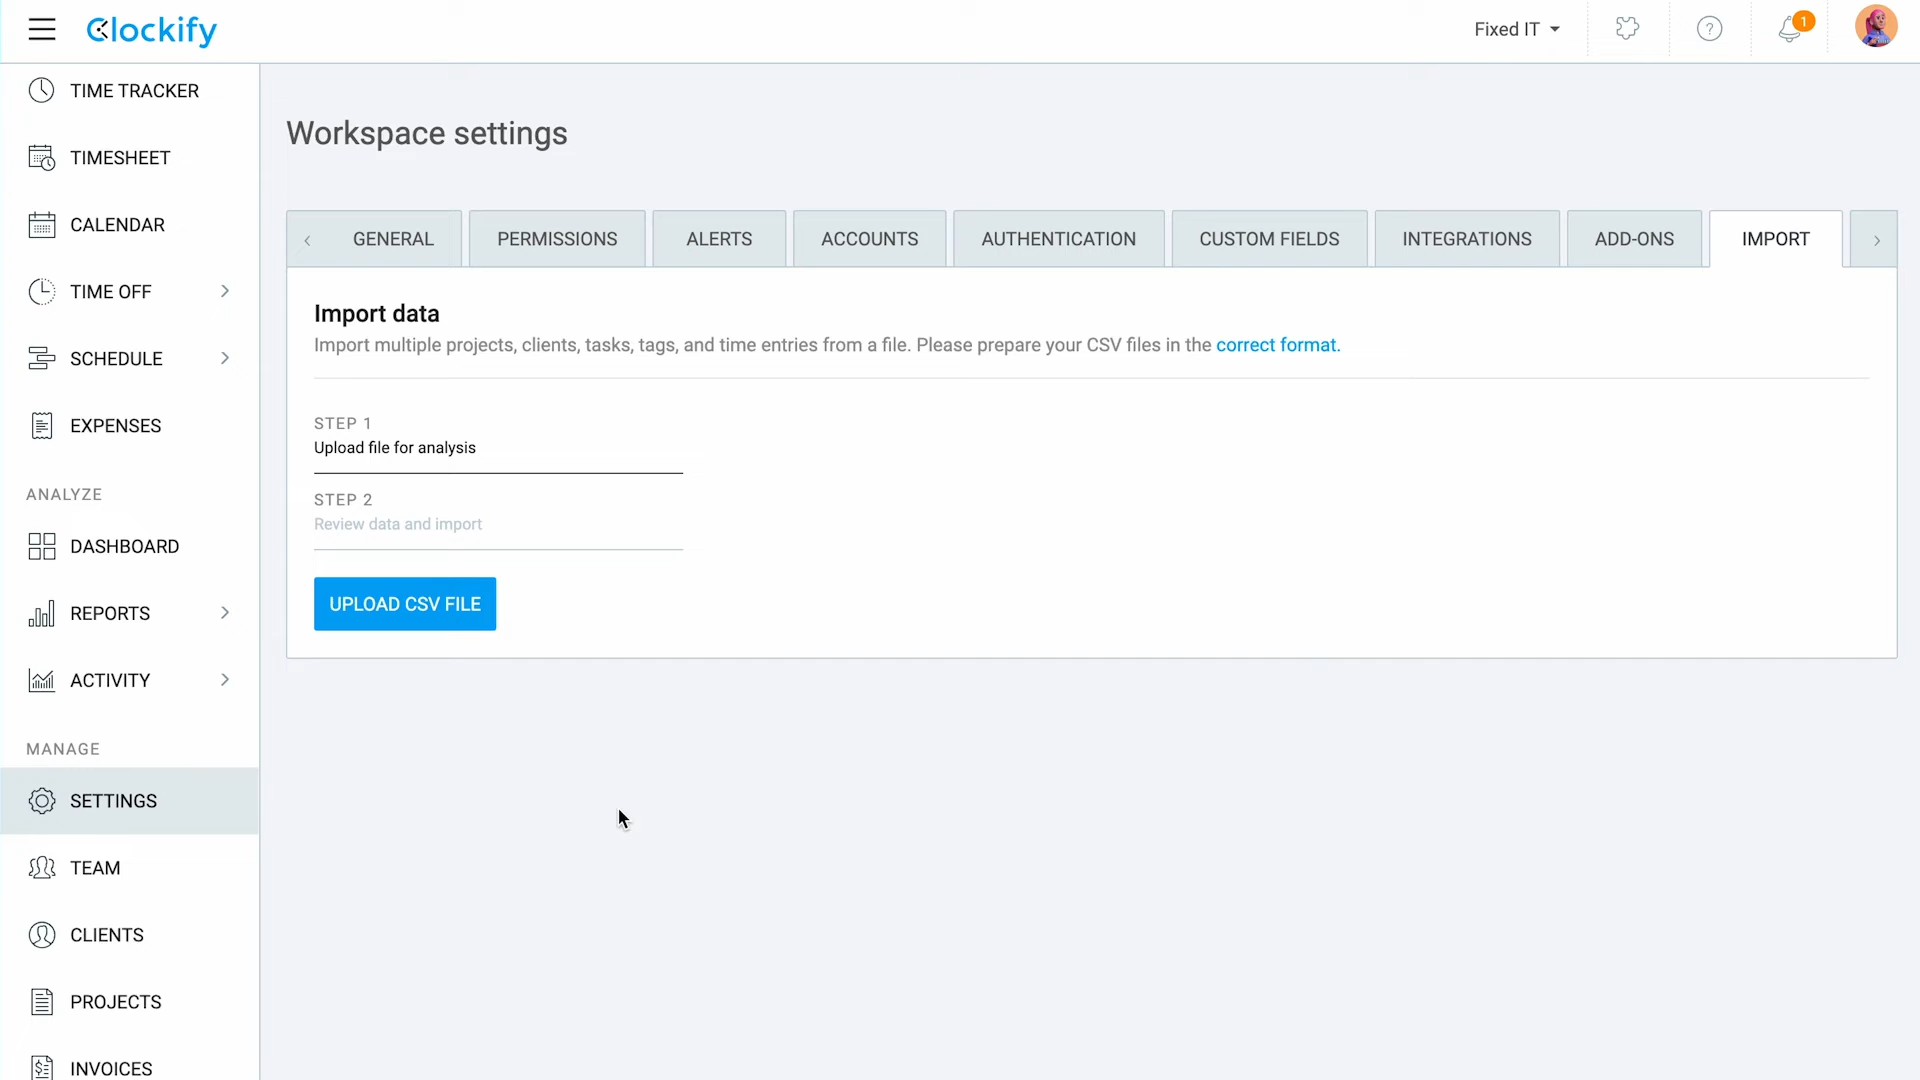 Clockify
Fixed IT
1
TIME TRACKER
TIMESHEET
CALENDAR
TIME OFF
SCHEDULE
EXPENSES
ANALYZE
DASHBOARD
REPORTS
ACTIVITY
MANAGE
SETTINGS
TEAM
CLIENTS
PROJECTS
INVOICES
Workspace settings
GENERAL
PERMISSIONS
ALERTS
ACCOUNTS
AUTHENTICATION
CUSTOM FIELDS
INTEGRATIONS
ADD-ONS
IMPORT
Import data
Import multiple projects, clients, tasks, tags, and time entries from a file. Please prepare your CSV files in the correct format.
STEP 1
Upload file for analysis
STEP 2
Review data and import
UPLOAD CSV FILE